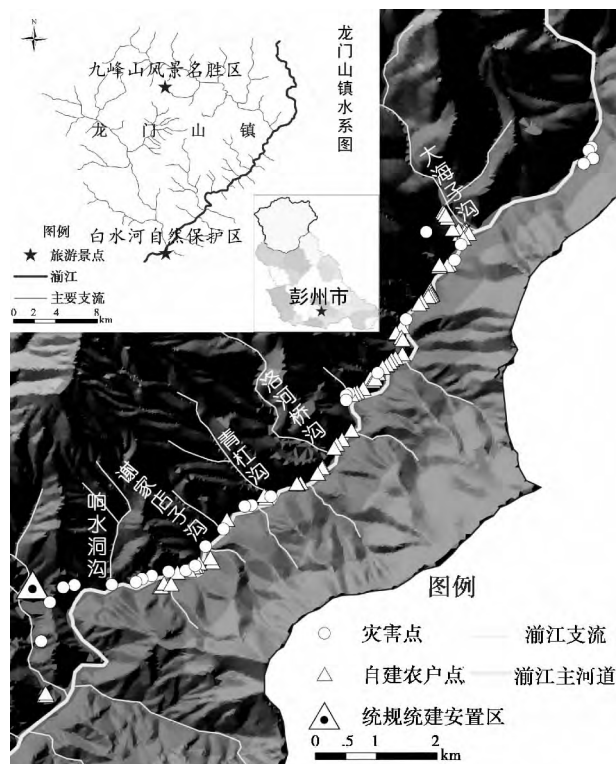 龙门山镇水系图
九峰山风景名胜区
龙门山镇
白水河自然保护区
图例
旅游景点
湔江
主要支流
0 2 4 8
km
彭州市
大海子沟
洛河桥沟
青杠沟
谢家店子沟
响水洞沟
图例
灾害点
湔江支流
自建农户点
湔江主河道
统规统建安置区
0 .5 1 2
km